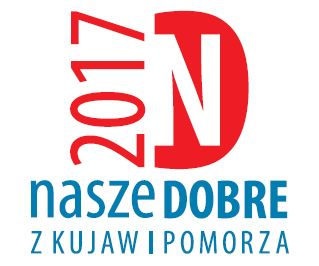 2017
ND
nasze DOBRE
Z KUJAW I POMORZA